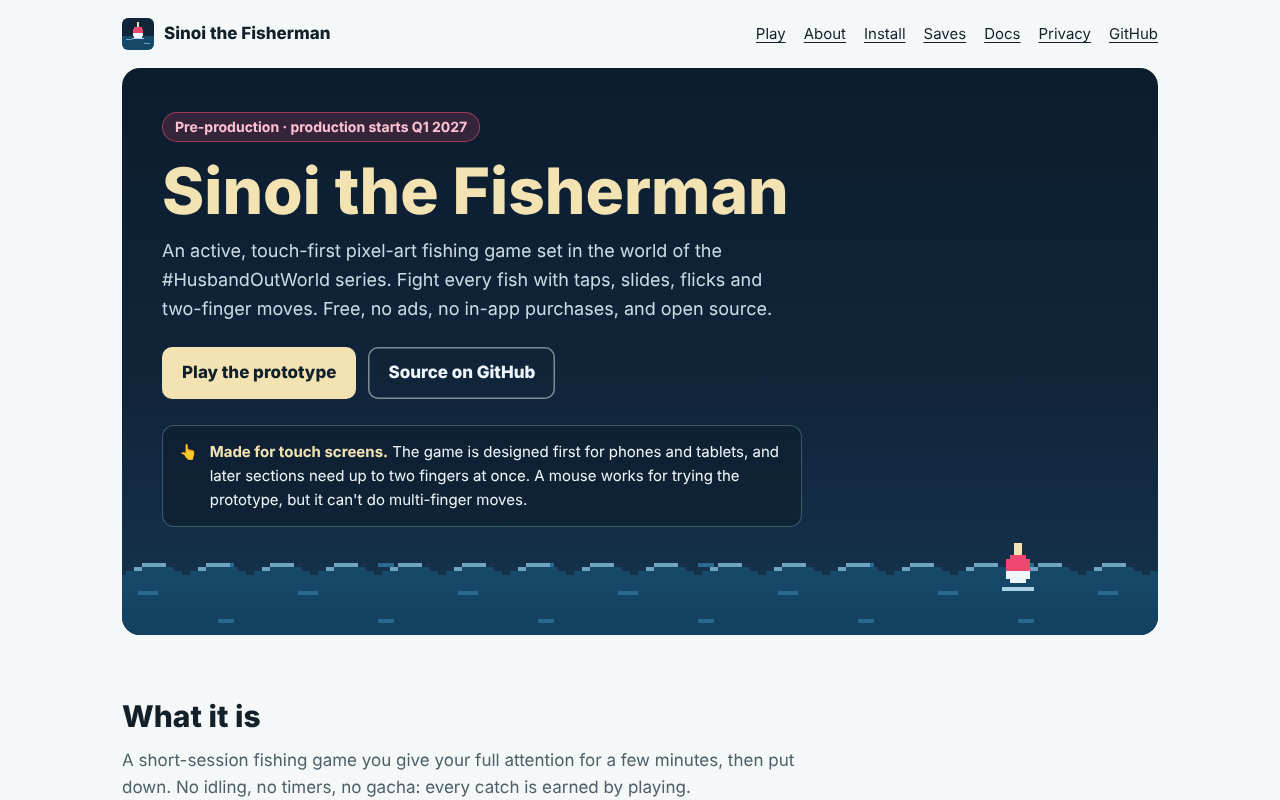 Sinoi the Fisherman
Play About Install Saves Docs Privacy GitHub
Pre-production · production starts Q1 2027
Sinoi the Fisherman
An active, touch-first pixel-art fishing game set in the world of the
#HusbandOutWorld series. Fight every fish with taps, slides, flicks and
two-finger moves. Free, no ads, no in-app purchases, and open source.
Play the prototype
Source on GitHub
Made for touch screens. The game is designed first for phones and tablets, and
later sections need up to two fingers at once. A mouse works for trying the
prototype, but it can't do multi-finger moves.
What it is
A short-session fishing game you give your full attention for a few minutes, then put
down. No idling, no timers, no gacha: every catch is earned by playing.